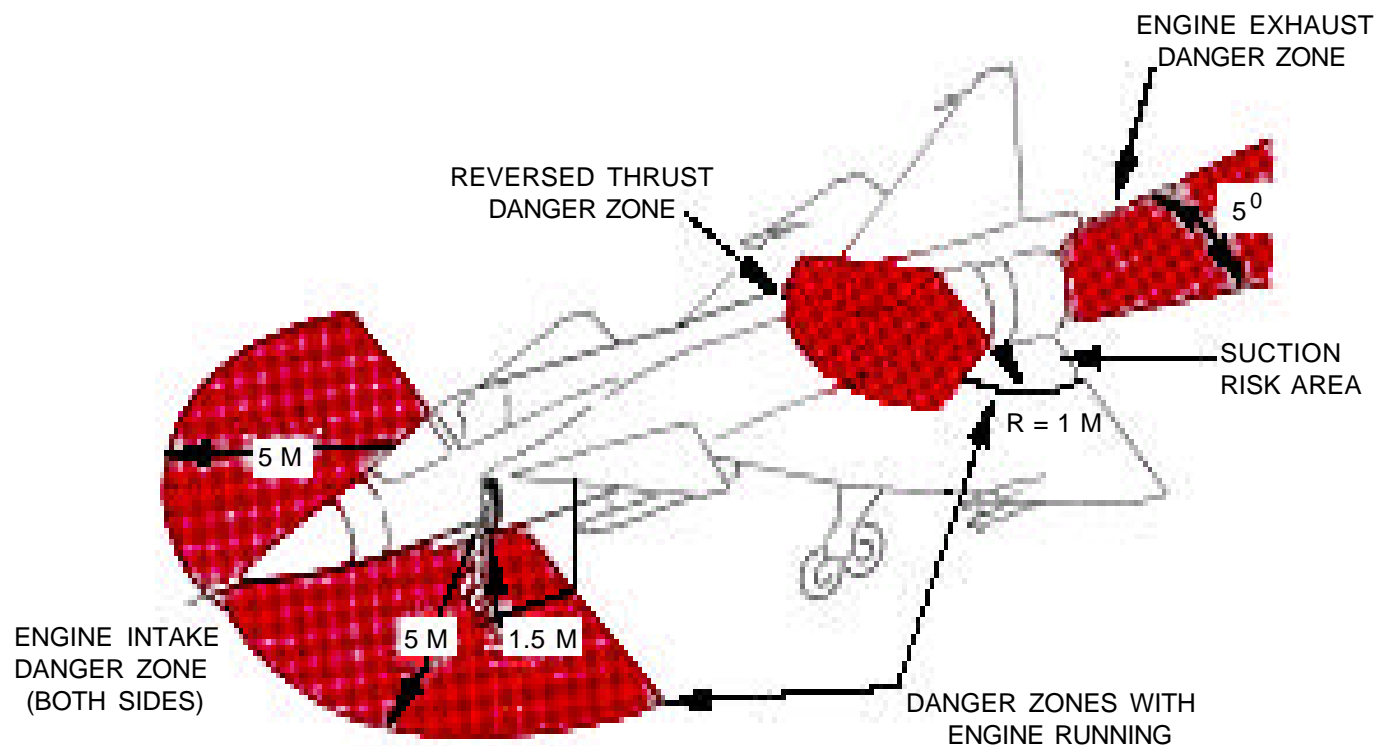 ENGINE EXHAUST
DANGER ZONE
REVERSED THRUST
DANGER ZONE
5⁰
SUCTION
RISK AREA
R = 1 M
5 M
5 M
1.5 M
ENGINE INTAKE
DANGER ZONE
(BOTH SIDES)
DANGER ZONES WITH
ENGINE RUNNING